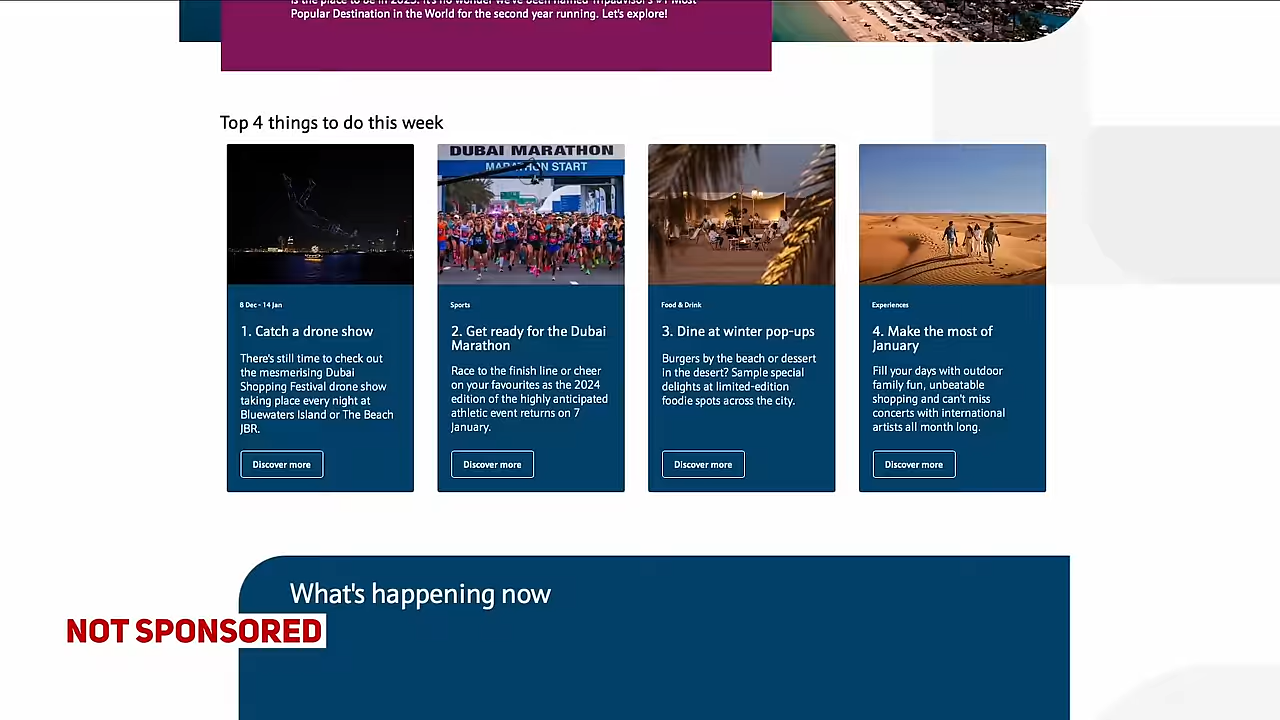 is the place to be in 2023. It's no wonder we've been named Tripadvisor's #1 Most
Popular Destination in the World for the second year running. Let's explore!
Top 4 things to do this week
DUBAI MARATHON
MARATHON START
8 Dec - 14 Jan
Sports
Food & Drink
Experiences
1. Catch a drone show
There's still time to check out
the mesmerising Dubai
Shopping Festival drone show
taking place every night at
Bluewaters Island or The Beach
JBR.
Discover more
2. Get ready for the Dubai
Marathon
Race to the finish line or cheer
on your favourites as the 2024
edition of the highly anticipated
athletic event returns on 7
January.
Discover more
3. Dine at winter pop-ups
Burgers by the beach or dessert
in the desert? Sample special
delights at limited-edition
foodie spots across the city.
Discover more
4. Make the most of
January
Fill your days with outdoor
family fun, unbeatable
shopping and can't miss
concerts with international
artists all month long.
Discover more
What's happening now
NOT SPONSORED